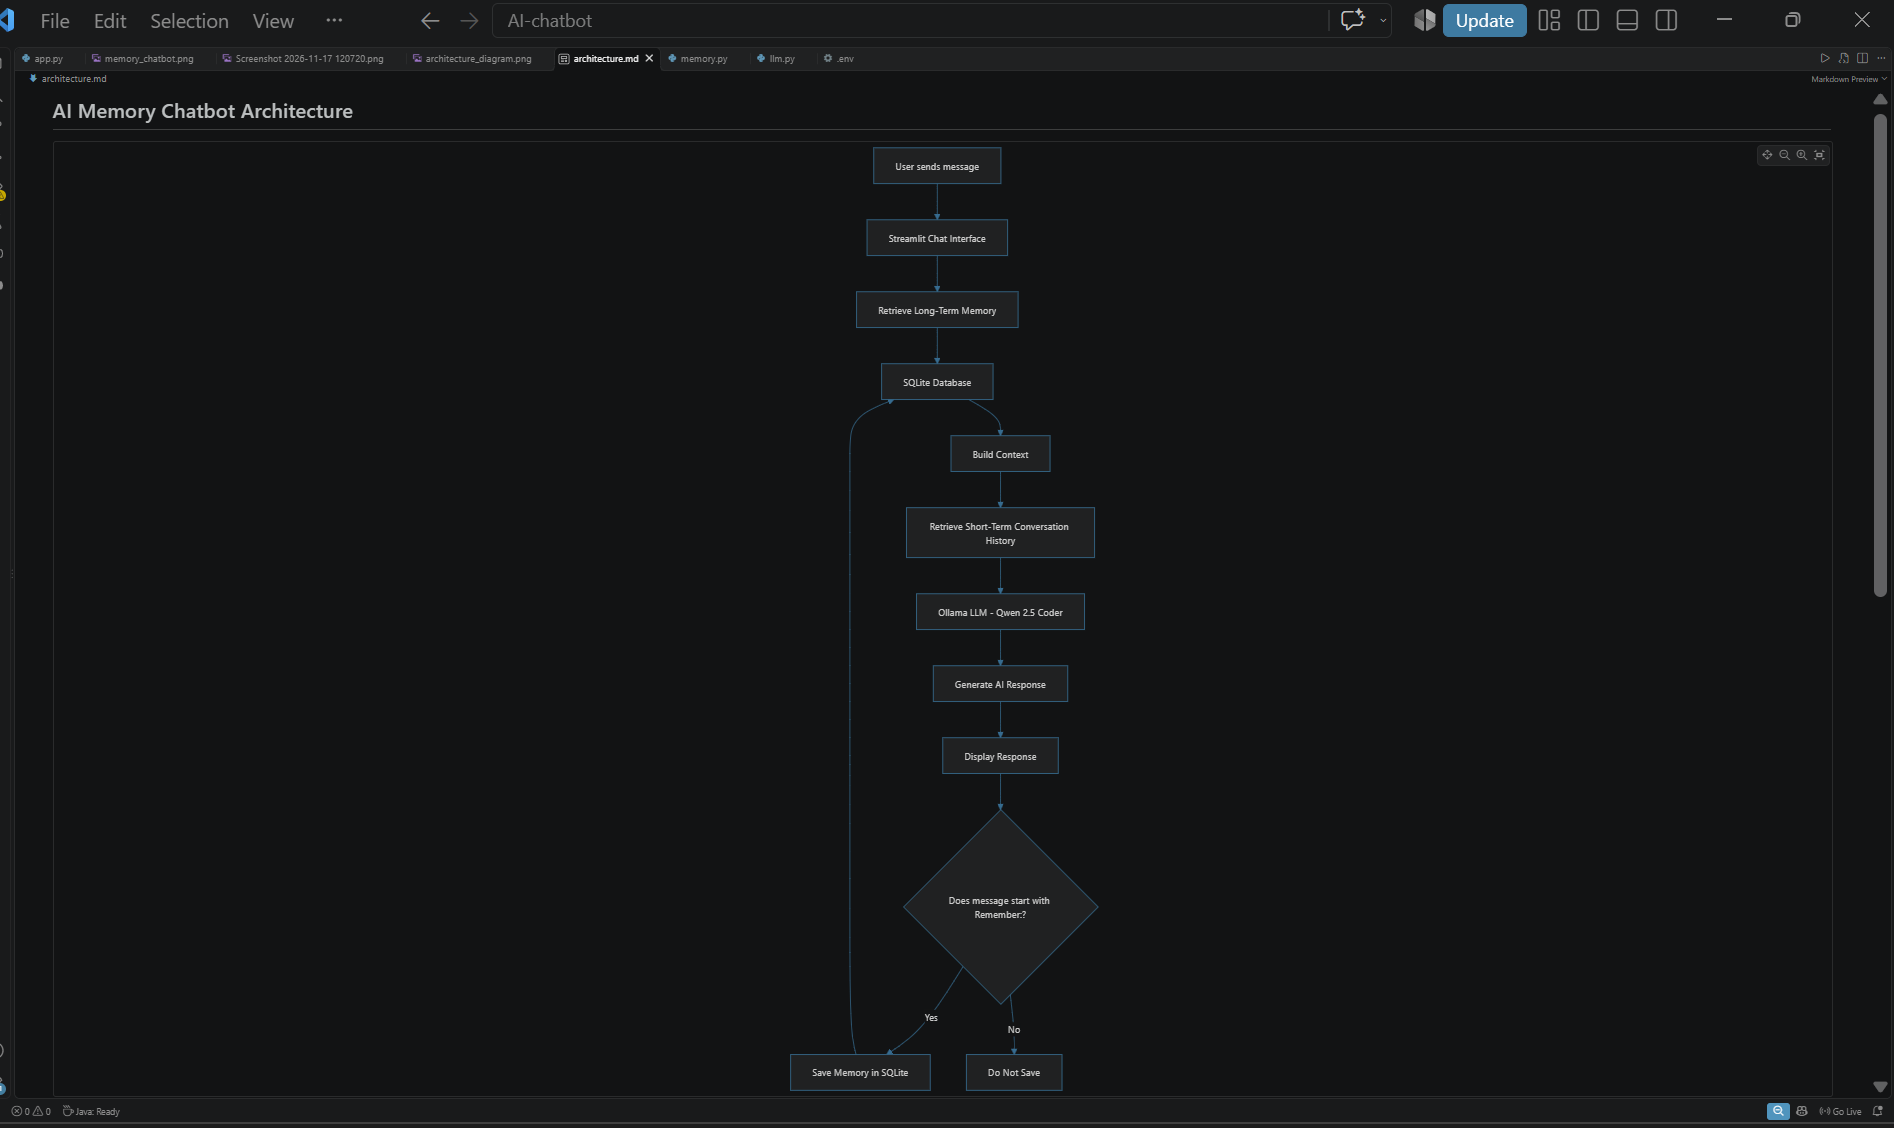 File Edit Selection View ··· AI-chatbot Update
app.py memory_chatbot.png Screenshot 2026-11-17 120720.png architecture_diagram.png architecture.md memory.py llm.py .env
architecture.md Markdown Preview
AI Memory Chatbot Architecture
User sends message
Streamlit Chat Interface
Retrieve Long-Term Memory
SQLite Database
Build Context
Retrieve Short-Term Conversation
History
Ollama LLM - Qwen 2.5 Coder
Generate AI Response
Display Response
Does message start with
Remember:?
Yes
No
Save Memory in SQLite
Do Not Save
0 0 Java: Ready Go Live